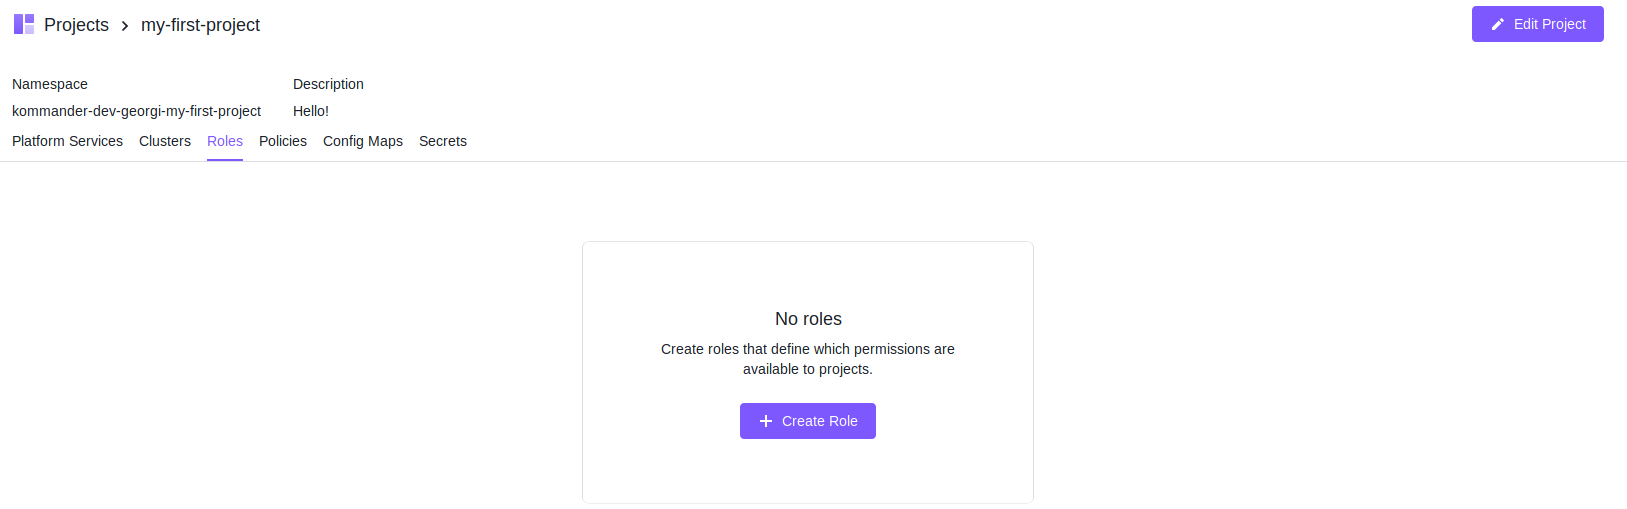 Projects > my-first-project
Edit Project
Namespace Description
kommander-dev-georgi-my-first-project Hello!
Platform Services Clusters Roles Policies Config Maps Secrets
No roles
Create roles that define which permissions are
available to projects.
Create Role